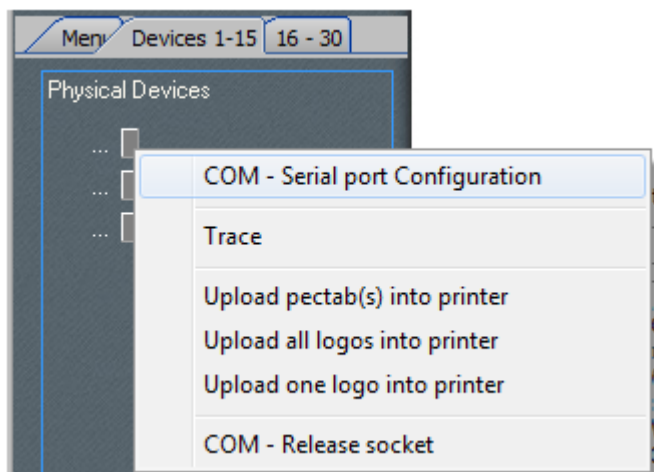 Menu Devices 1-15 16 - 30
Physical Devices
...
COM - Serial port Configuration
...
...
Trace
Upload pectab(s) into printer
Upload all logos into printer
Upload one logo into printer
COM - Release socket